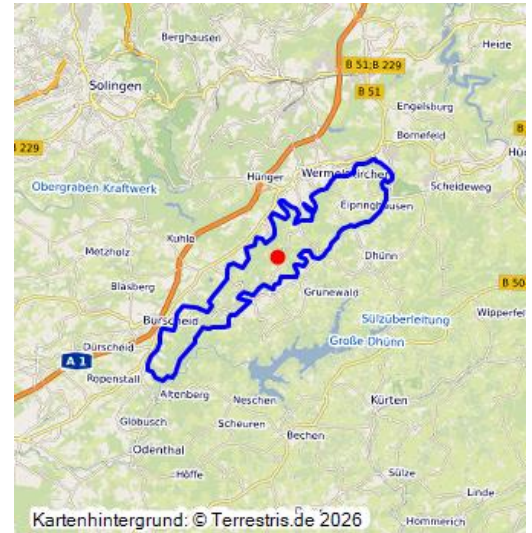 Berghausen
Heide
B 51;B 229
Solingen
B 51
Engelsburg
Bornefeld
B 229
Hünger
Wermelskirchen
Scheideweg
Obergraben Kraftwerk
Eipringhausen
Kuhle
Metzholz
Dhünn
Blasberg
Grunewald
B 50
Sülzüberleitung
Wipperfe
Burscheid
Große Dhünn
Dürscheid
A 1
Ropenstall
Altenberg
Neschen
Kürten
Globusch
Scheuren
Bechen
Odenthal
Höffe
Sülze
Linde
Hommerich
Kartenhintergrund: © Terrestris.de 2026